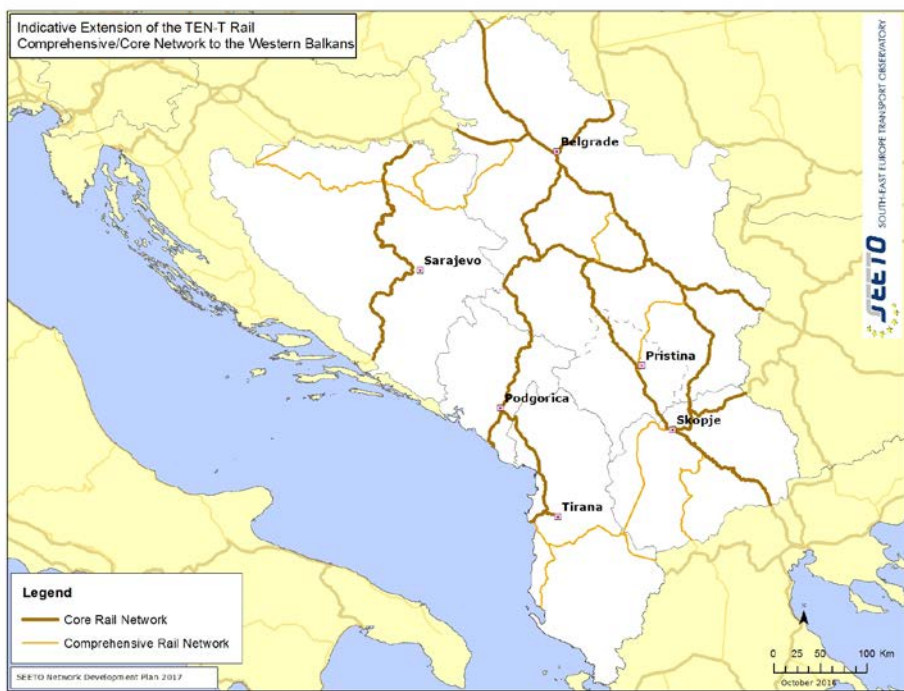 Indicative Extension of the TEN-T Rail
Comprehensive/Core Network to the Western Balkans
SEETO SOUTH-EAST EUROPE TRANSPORT OBSERVATORY
Belgrade
Sarajevo
Pristina
Podgorica
Skopje
Tirana
Legend
Core Rail Network
Comprehensive Rail Network
SEETO Network Development Plan 2017
0 25 50 100 Km
October 2016